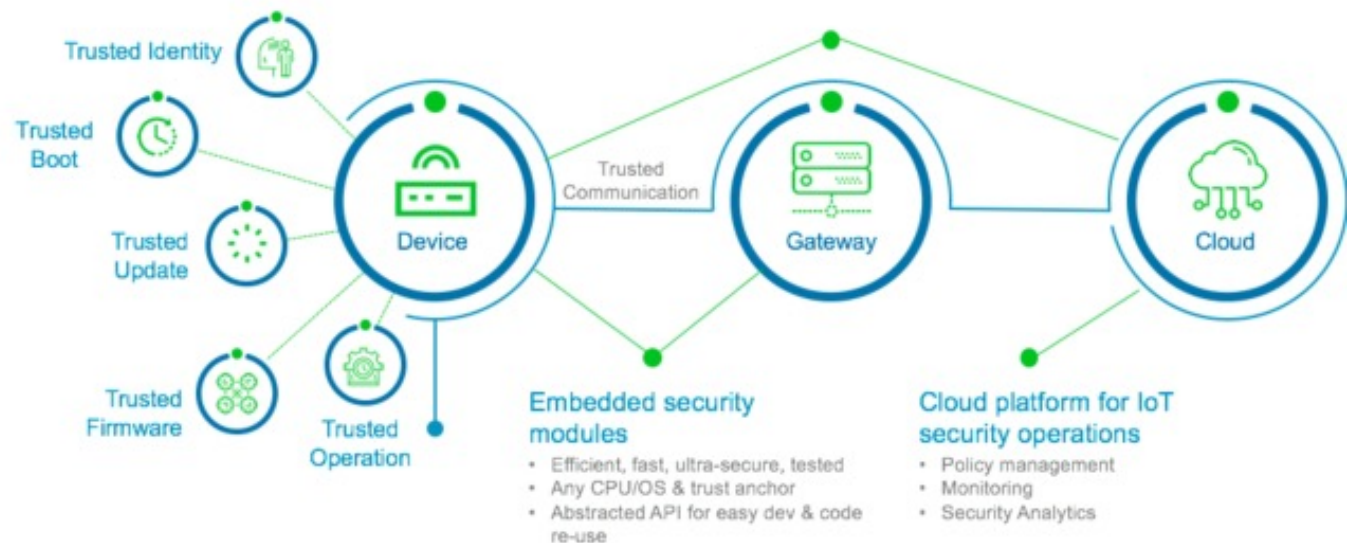 Trusted Identity
Trusted
Boot
Trusted
Update
Trusted
Firmware
Trusted
Operation
Device
Trusted
Communication
Gateway
Cloud
Embedded security
modules
• Efficient, fast, ultra-secure, tested
• Any CPU/OS & trust anchor
• Abstracted API for easy dev & code
re-use
Cloud platform for IoT
security operations
• Policy management
• Monitoring
• Security Analytics